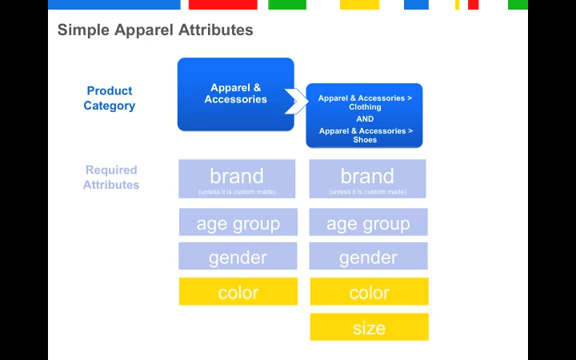 Simple Apparel Attributes
Product
Category
Apparel &
Accessories
Apparel & Accessories >
Clothing
AND
Apparel & Accessories >
Shoes
Required
Attributes
brand
(unless it is custom made)
age group
gender
color
brand
(unless it is custom made)
age group
gender
color
size